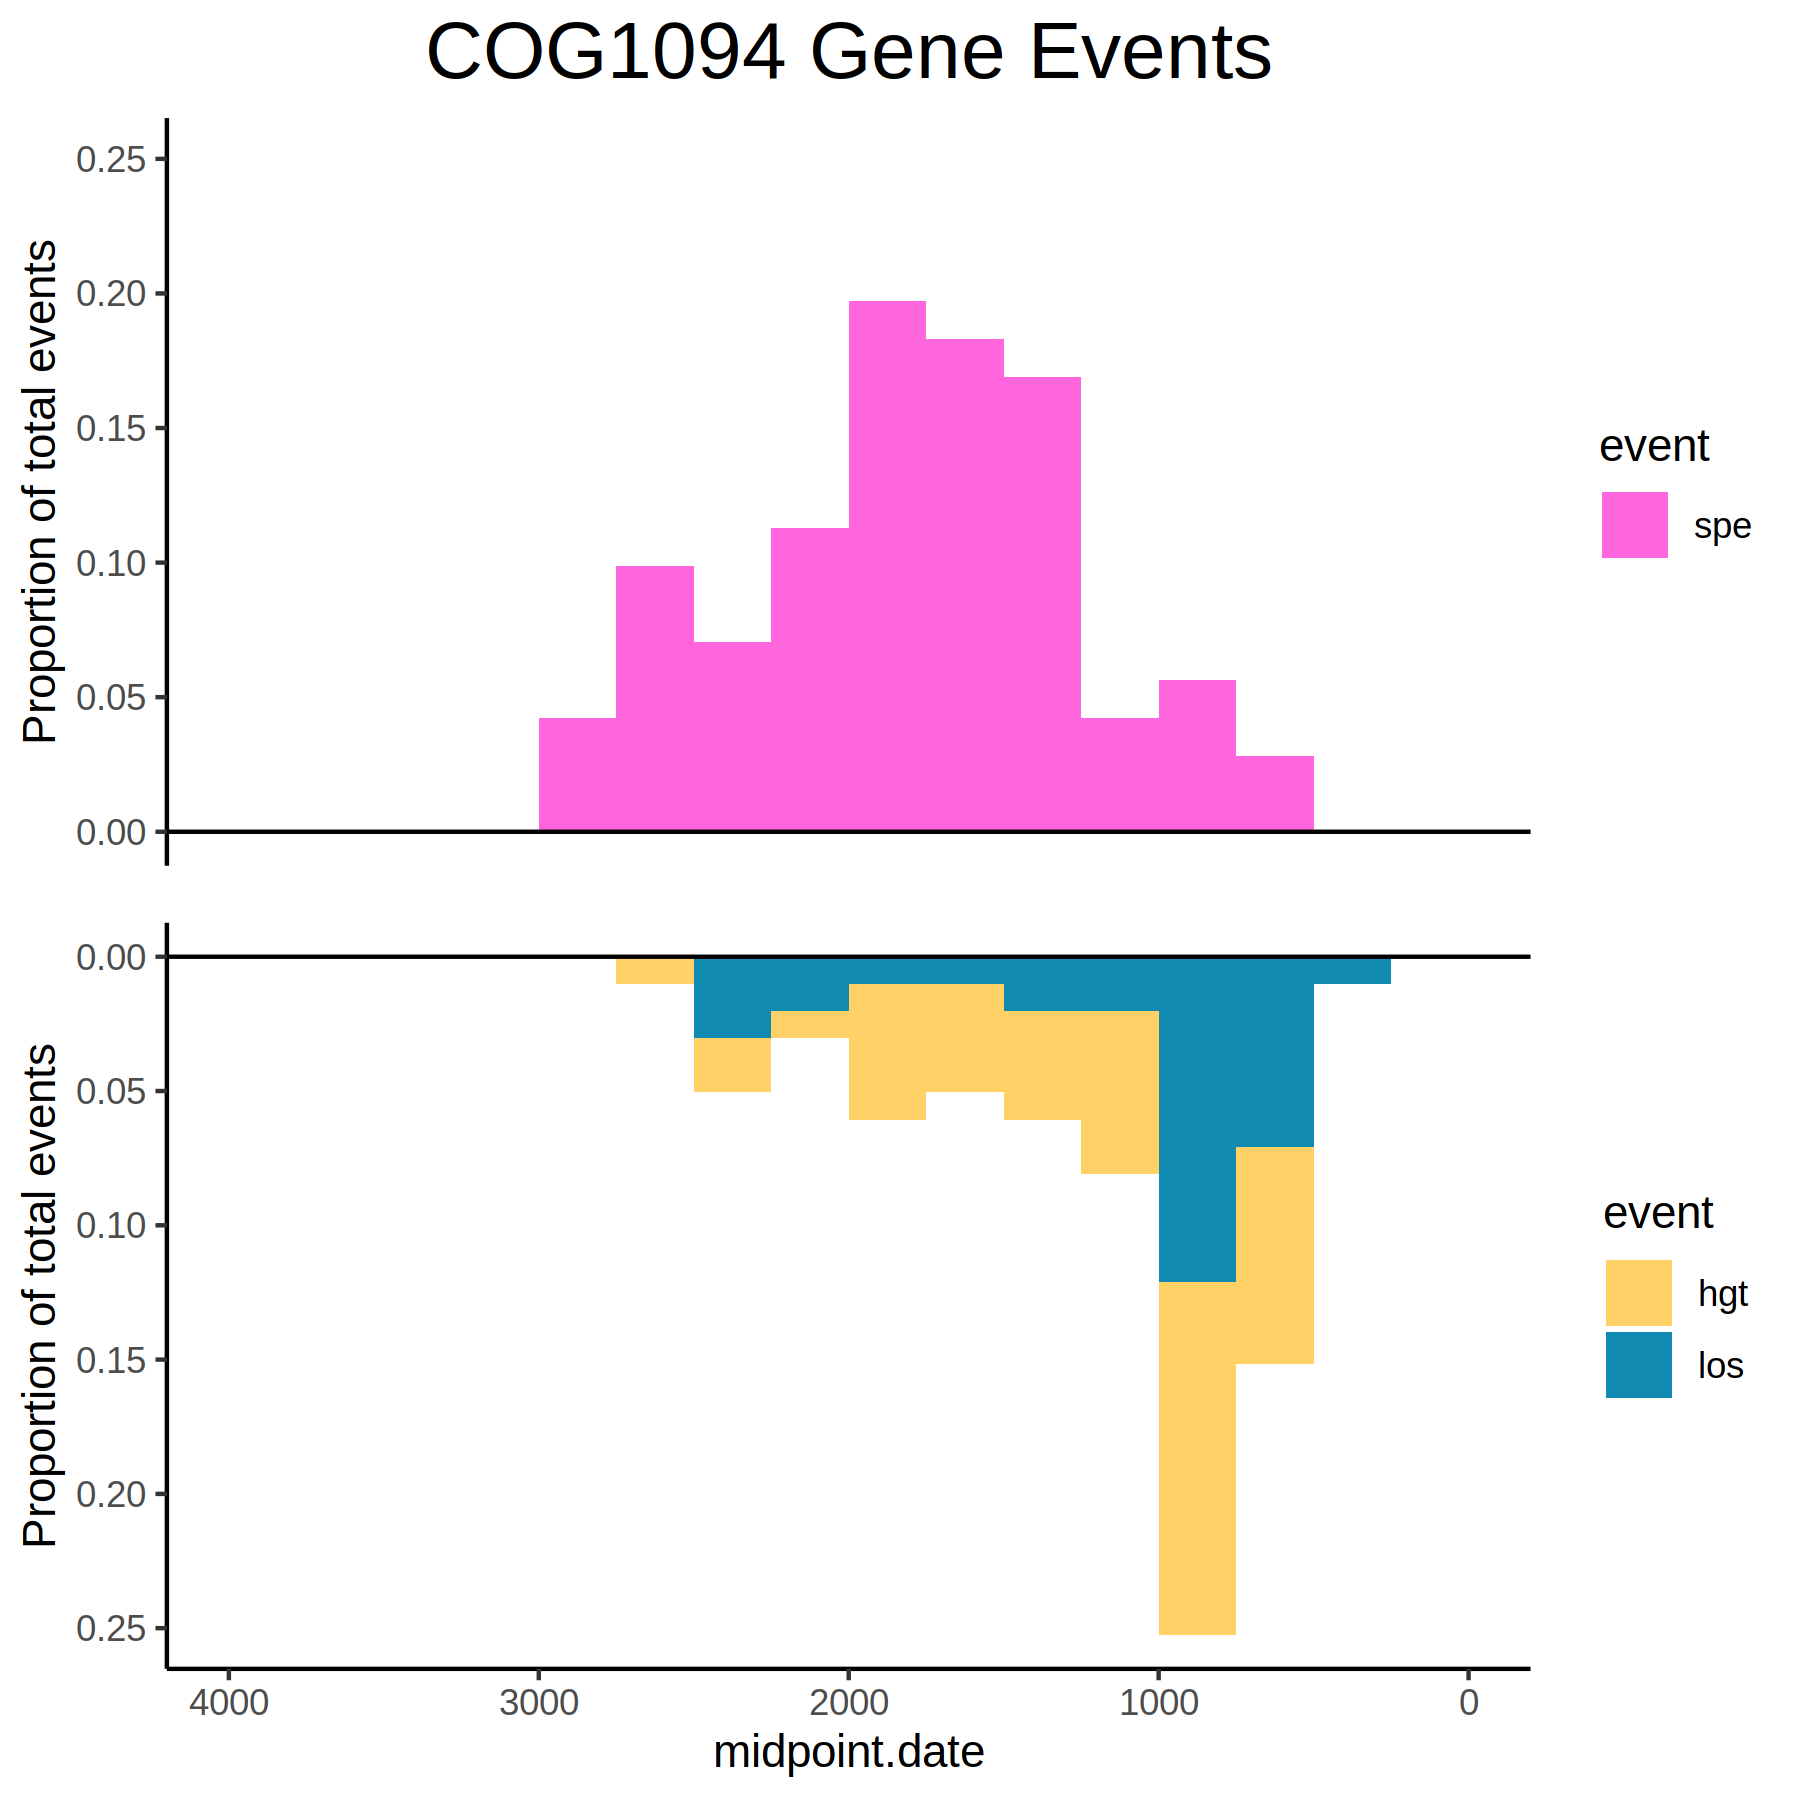 COG1094 Gene Events
Proportion of total events
0.25
0.20
0.15
0.10
0.05
0.00
event
spe
Proportion of total events
0.00
0.05
0.10
0.15
0.20
0.25
event
hgt
los
4000 3000 2000 1000 0
midpoint.date